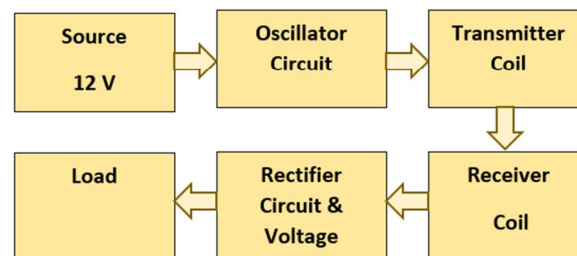 Source
12 V
Oscillator
Circuit
Transmitter
Coil
Receiver
Coil
Rectifier
Circuit &
Voltage
Load